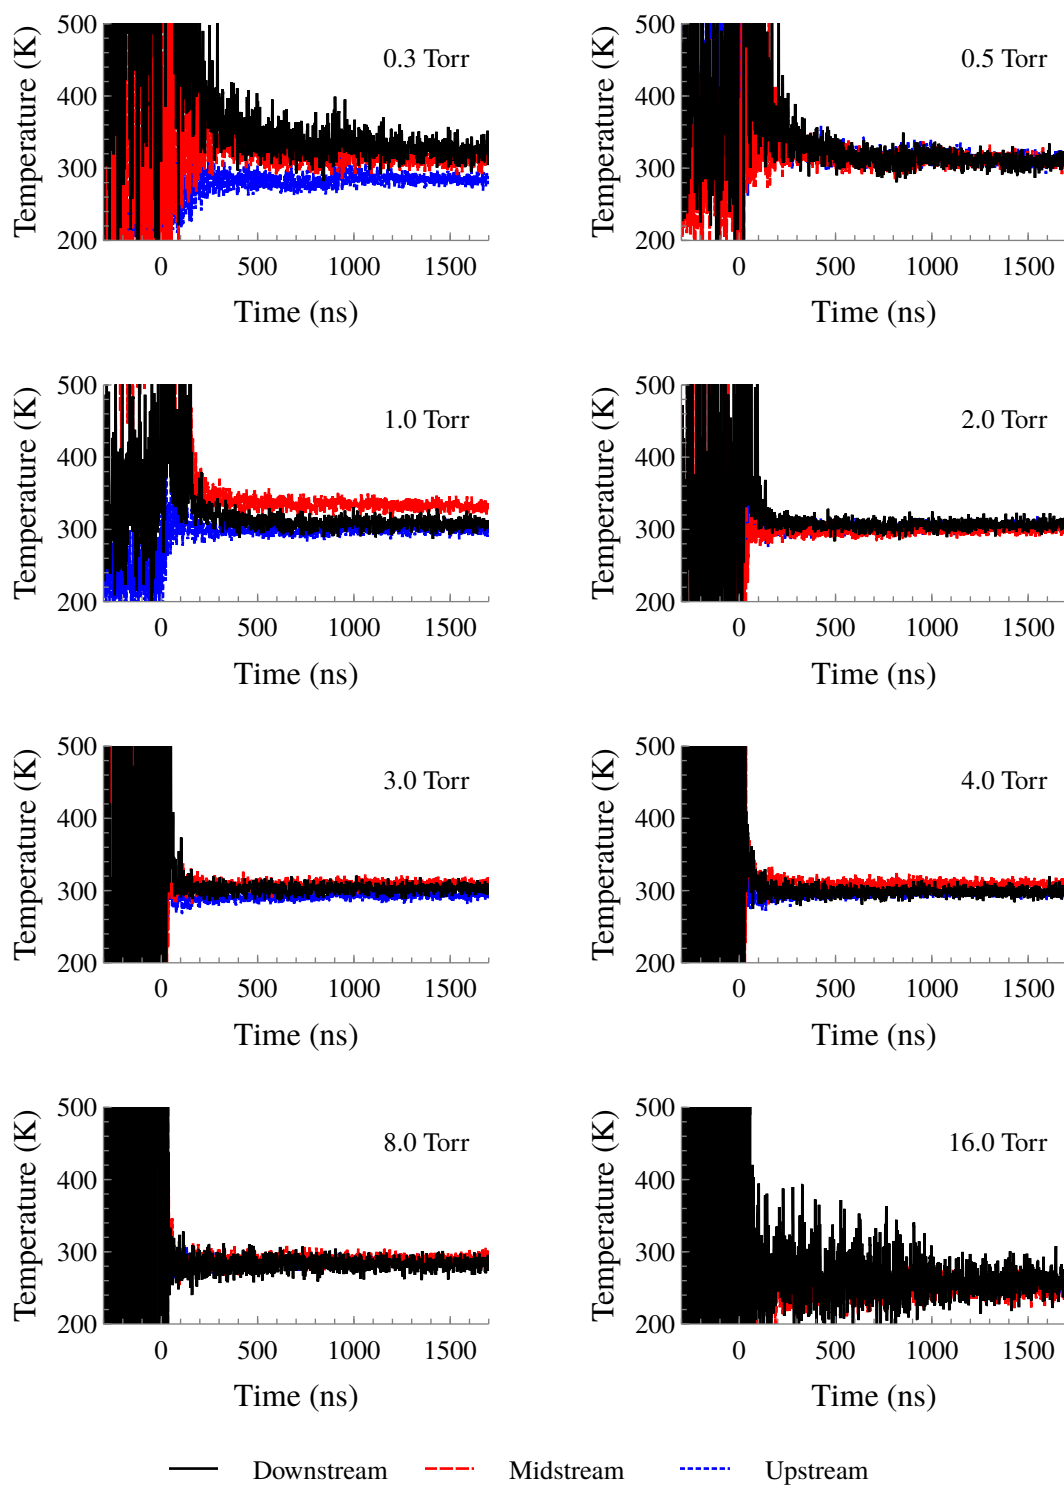 500
400
300
200
Temperature (K)
0.3 Torr
0 500 1000 1500
Time (ns)
500
400
300
200
Temperature (K)
0.5 Torr
0 500 1000 1500
Time (ns)
500
400
300
200
Temperature (K)
1.0 Torr
0 500 1000 1500
Time (ns)
500
400
300
200
Temperature (K)
2.0 Torr
0 500 1000 1500
Time (ns)
500
400
300
200
Temperature (K)
3.0 Torr
0 500 1000 1500
Time (ns)
500
400
300
200
Temperature (K)
4.0 Torr
0 500 1000 1500
Time (ns)
500
400
300
200
Temperature (K)
8.0 Torr
0 500 1000 1500
Time (ns)
500
400
300
200
Temperature (K)
16.0 Torr
0 500 1000 1500
Time (ns)
Downstream Midstream Upstream